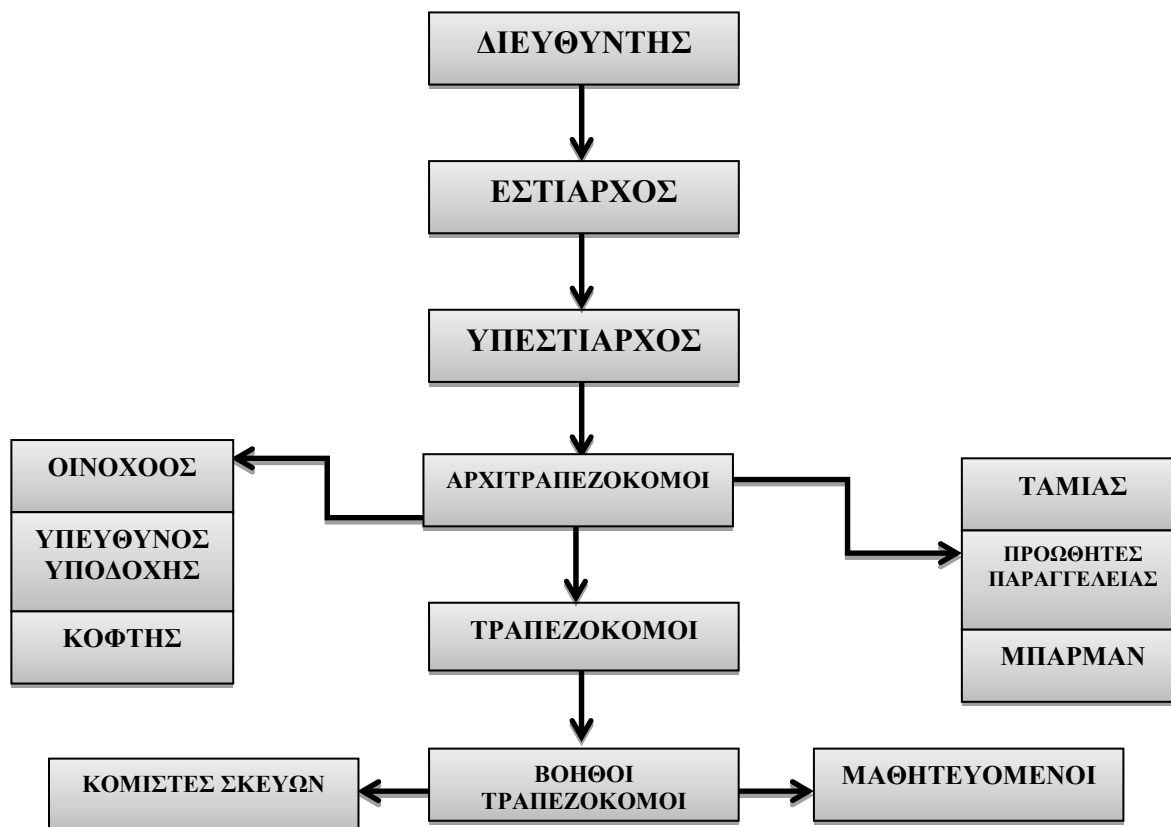 ΔΙΕΥΘΥΝΤΗΣ
ΕΣΤΙΑΡΧΟΣ
ΥΠΕΣΤΙΑΡΧΟΣ
ΟΙΝΟΧΟΟΣ
ΥΠΕΥΘΥΝΟΣ
ΥΠΟΔΟΧΗΣ
ΚΟΦΤΗΣ
ΑΡΧΙΤΡΑΠΕΖΟΚΟΜΟΙ
ΤΑΜΙΑΣ
ΠΡΟΩΘΗΤΕΣ
ΠΑΡΑΓΓΕΛΕΙΑΣ
ΜΠΑΡΜΑΝ
ΤΡΑΠΕΖΟΚΟΜΟΙ
ΚΟΜΙΣΤΕΣ ΣΚΕΥΩΝ
ΒΟΗΘΟΙ
ΤΡΑΠΕΖΟΚΟΜΟΙ
ΜΑΘΗΤΕΥΟΜΕΝΟΙ